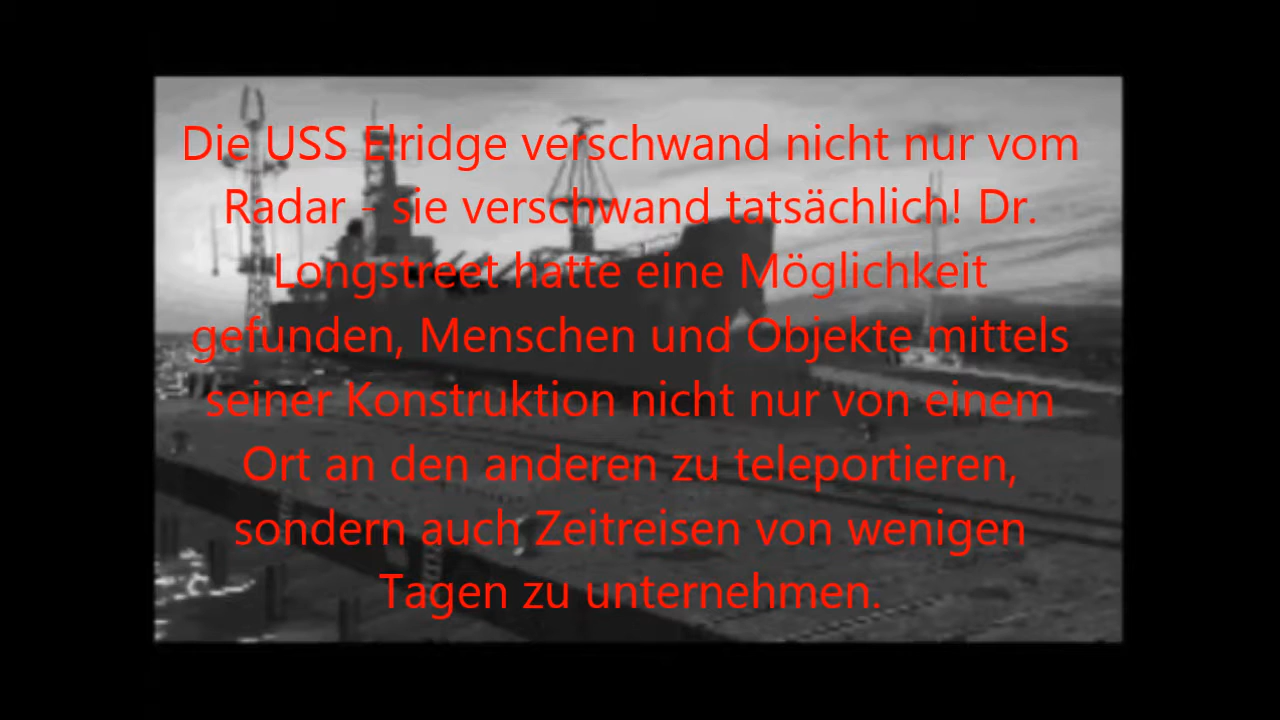 Die USS Elridge verschwand nicht nur vom
Radar - sie verschwand tatsächlich! Dr.
Longstreet hatte eine Möglichkeit
gefunden, Menschen und Objekte mittels
seiner Konstruktion nicht nur von einem
Ort an den anderen zu teleportieren,
sondern auch Zeitreisen von wenigen
Tagen zu unternehmen.